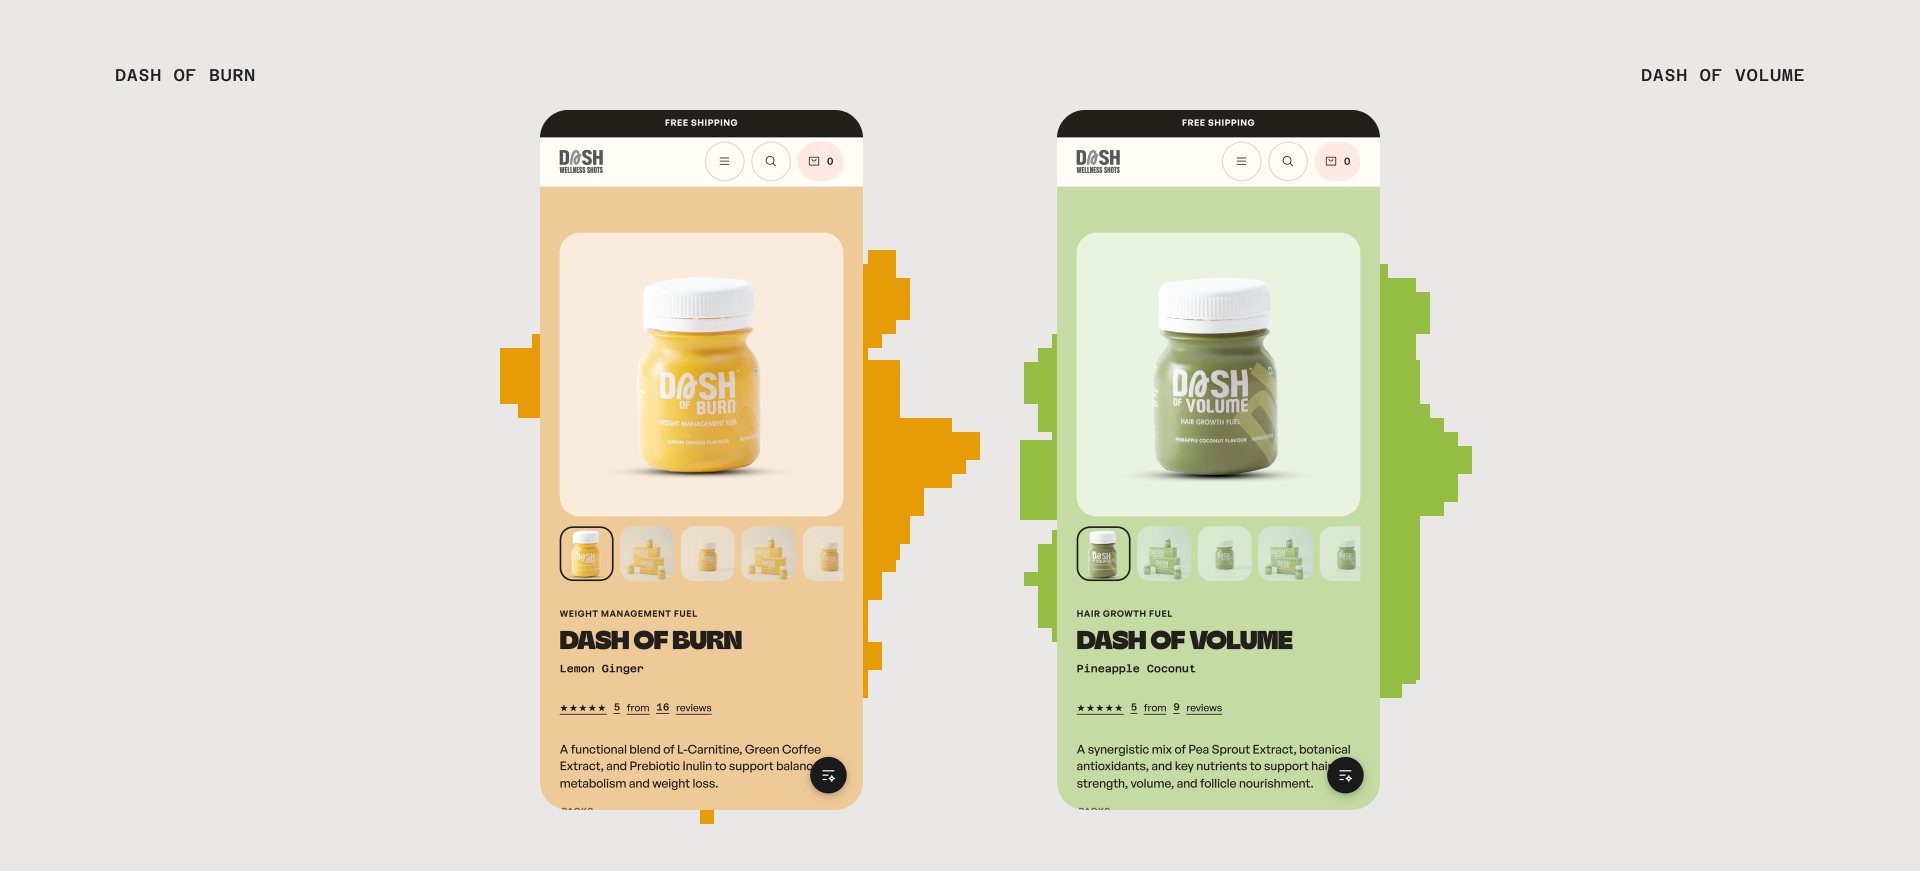 DASH OF BURN
DASH OF VOLUME
FREE SHIPPING
DASH
WELLNESS SHOTS
0
DASH
OF BURN
WEIGHT MANAGEMENT FUEL
LEMON GINGER FLAVOUR
WEIGHT MANAGEMENT FUEL
DASH OF BURN
Lemon Ginger
★★★★★ 5 from 16 reviews
A functional blend of L-Carnitine, Green Coffee
Extract, and Prebiotic Inulin to support balanc
metabolism and weight loss.
FREE SHIPPING
DASH
WELLNESS SHOTS
0
DASH
OF VOLUME
HAIR GROWTH FUEL
PINEAPPLE COCONUT FLAVOUR
HAIR GROWTH FUEL
DASH OF VOLUME
Pineapple Coconut
★★★★★ 5 from 9 reviews
A synergistic mix of Pea Sprout Extract, botanical
antioxidants, and key nutrients to support hai
strength, volume, and follicle nourishment.